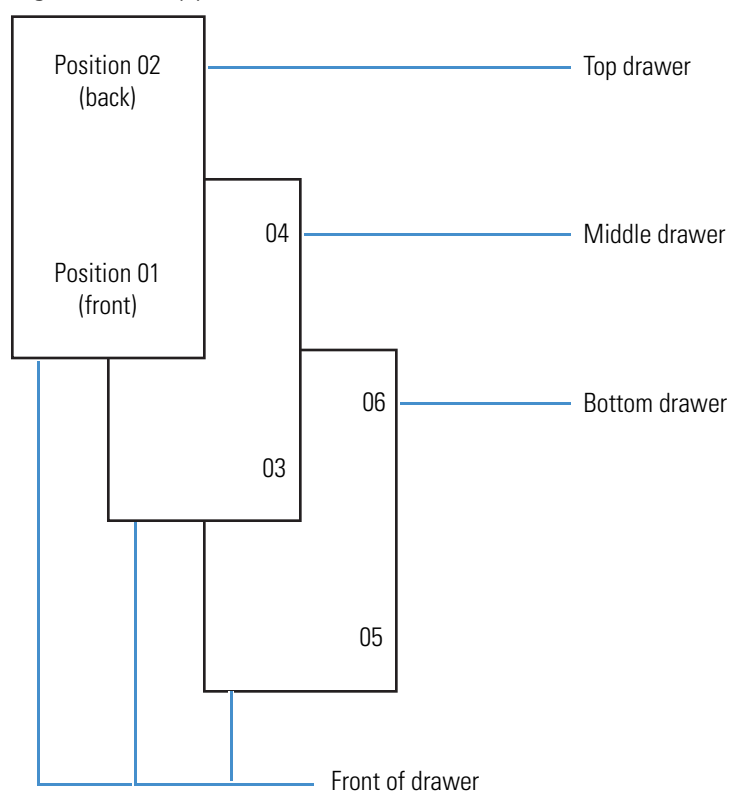 Position 02
(back)
Top drawer
04
Middle drawer
Position 01
(front)
06
Bottom drawer
03
05
Front of drawer